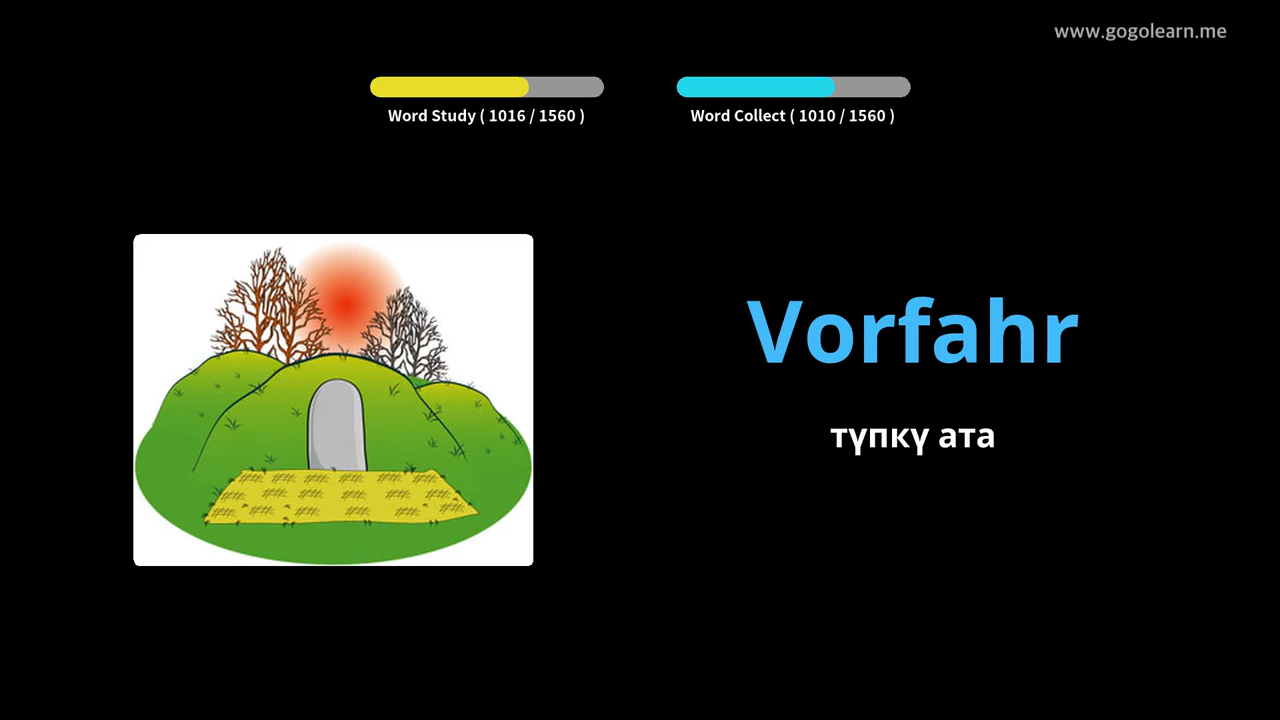 www.gogolearn.me
Word Study ( 1016 / 1560 )
Word Collect ( 1010 / 1560 )
Vorfahr
түпкү ата